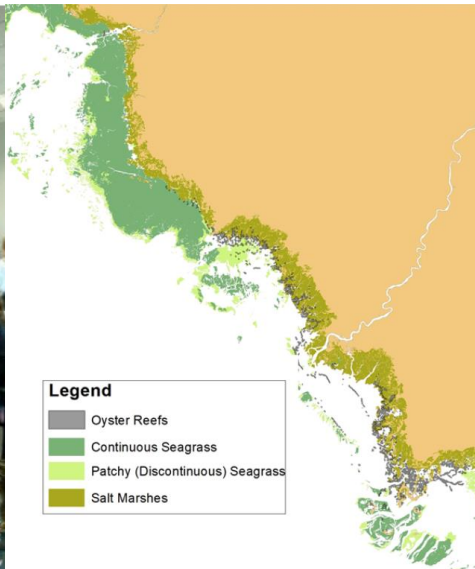 Legend
Oyster Reefs
Continuous Seagrass
Patchy (Discontinuous) Seagrass
Salt Marshes